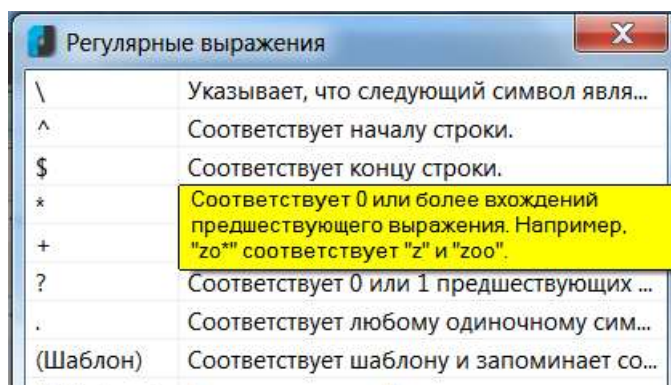 Регулярные выражения
\ Указывает, что следующий символ явля...
^ Соответствует началу строки.
$ Соответствует концу строки.
* Соответствует 0 или более вхождений
предшествующего выражения. Например,
+ "zo*" соответствует "z" и "zoo".
? Соответствует 0 или 1 предшествующих ...
. Соответствует любому одиночному сим...
(Шаблон) Соответствует шаблону и запоминает со...